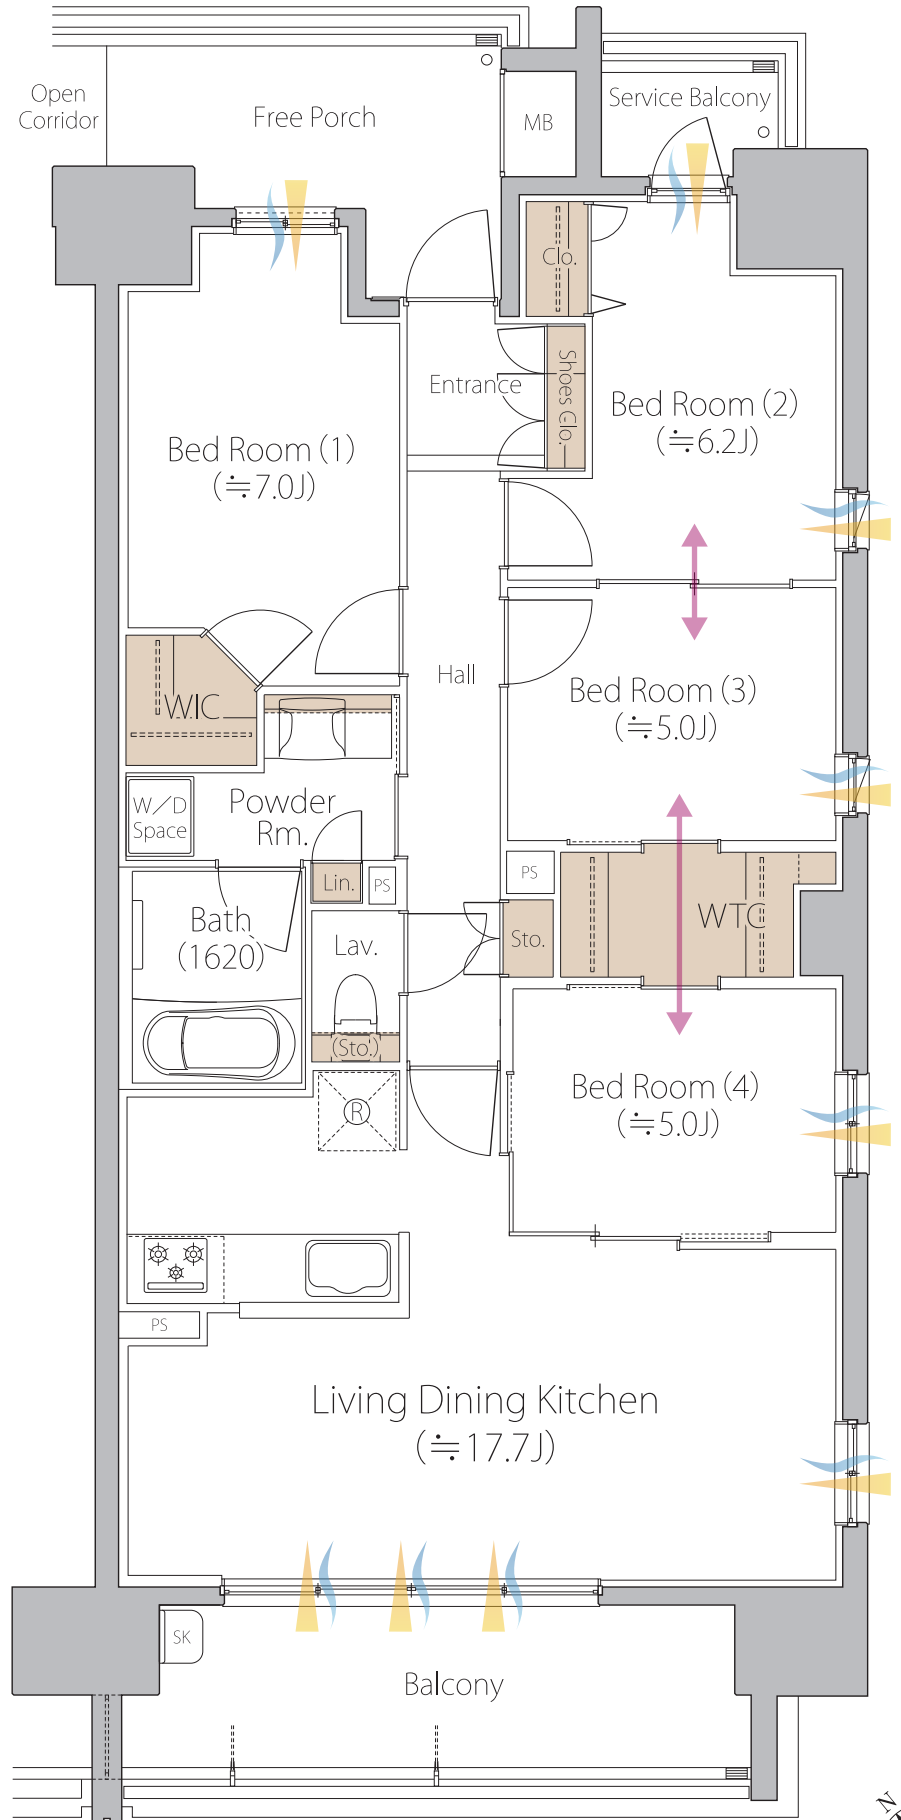 Open
Corridor
Free Porch
MB
Service Balcony
Clo.
Entrance
Shoes Clo.
Bed Room (2)
(≒6.2J)
Bed Room (1)
(≒7.0J)
Hall
Bed Room (3)
(≒5.0J)
WIC
W／D
Space
Powder
Rm.
Lin.
PS
PS
WTC
Bath
(1620)
Lav.
Sto.
(Sto.)
Bed Room (4)
(≒5.0J)
R
PS
Living Dining Kitchen
(≒17.7J)
SK
Balcony
N